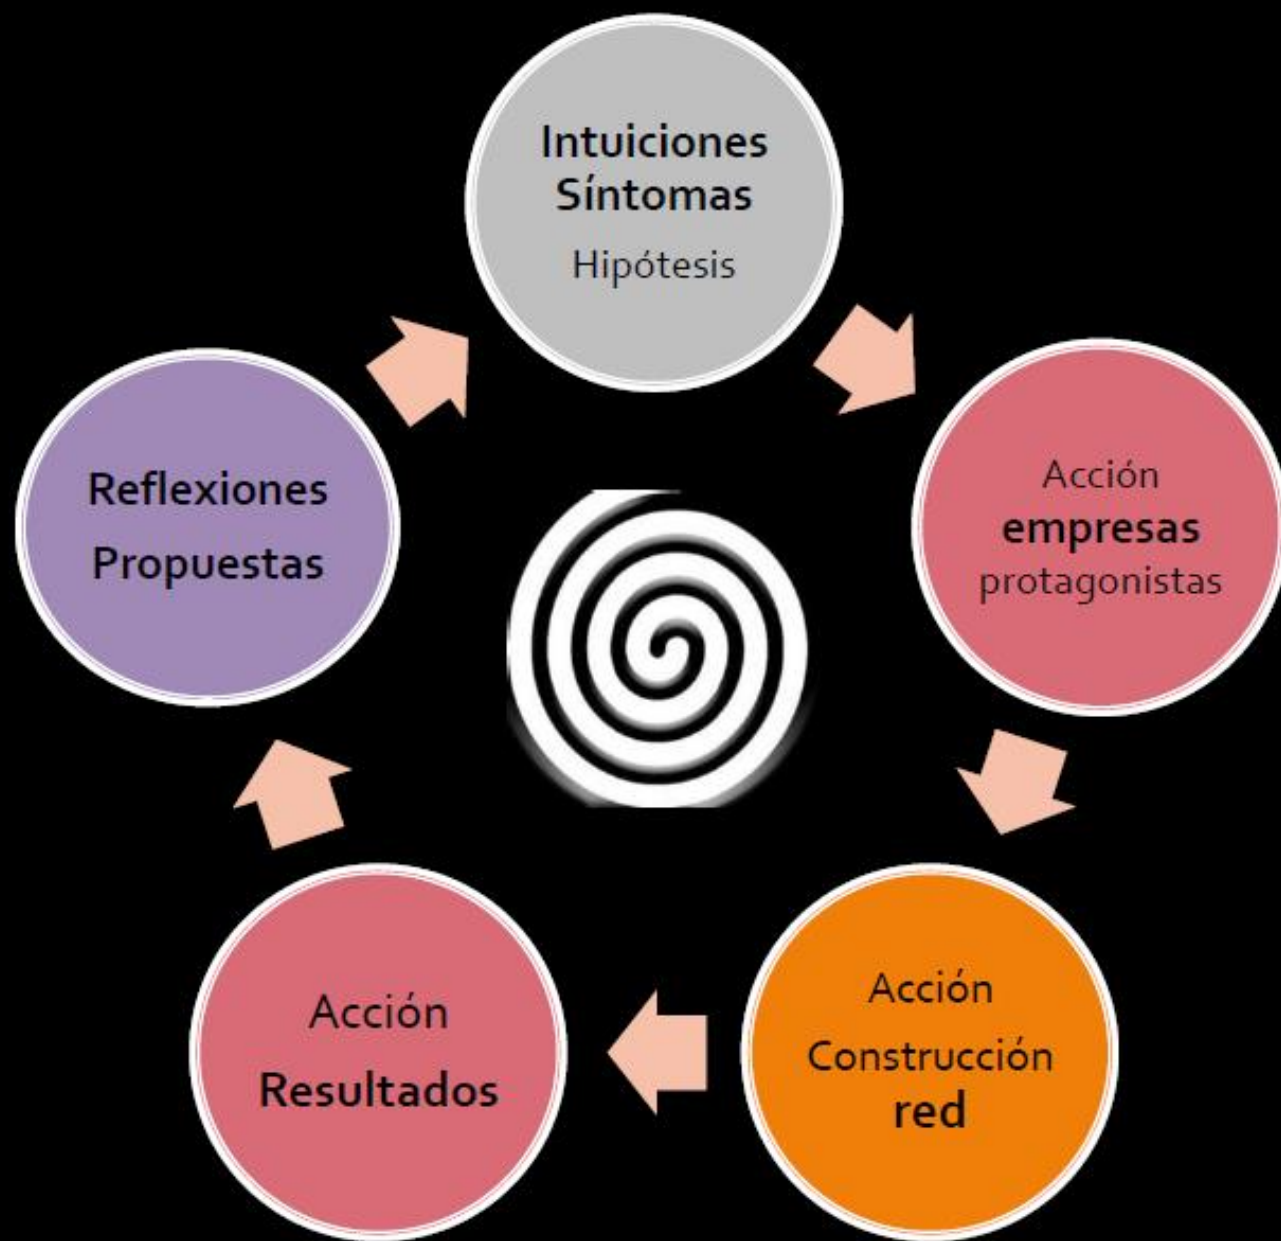 Intuiciones
Síntomas
Hipótesis
Acción
empresas
protagonistas
Acción
Construcción
red
Acción
Resultados
Reflexiones
Propuestas